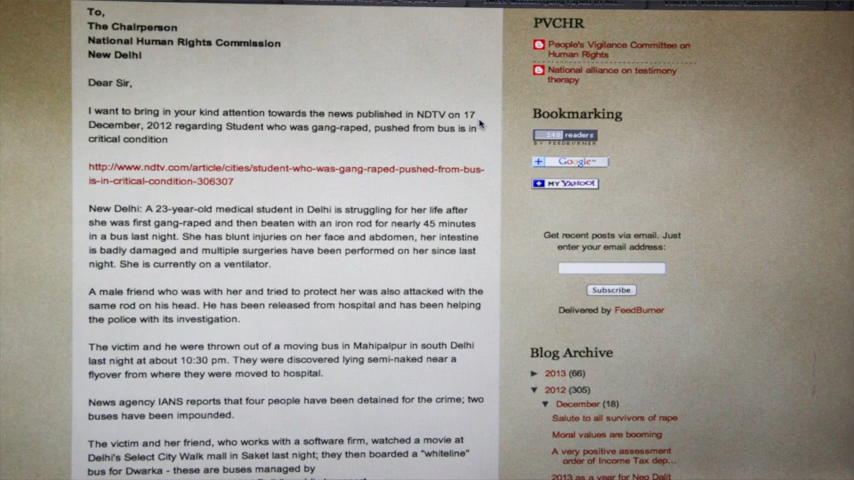 To,
The Chairperson
National Human Rights Commission
New Delhi
Dear Sir,
I want to bring in your kind attention towards the news published in NDTV on 17
December, 2012 regarding Student who was gang-raped, pushed from bus is in
critical condition
http://www.ndtv.com/article/cities/student-who-was-gang-raped-pushed-from-bus-
is-in-critical-condition-306307
New Delhi: A 23-year-old medical student in Delhi is struggling for her life after
she was first gang-raped and then beaten with an iron rod for nearly 45 minutes
in a bus last night. She has blunt injuries on her face and abdomen, her intestine
is badly damaged and multiple surgeries have been performed on her since last
night. She is currently on a ventilator.
A male friend who was with her and tried to protect her was also attacked with the
same rod on his head. He has been released from hospital and has been helping
the police with its investigation.
The victim and he were thrown out of a moving bus in Mahipalpur in south Delhi
last night at about 10:30 pm. They were discovered lying semi-naked near a
flyover from where they were moved to hospital.
News agency IANS reports that four people have been detained for the crime; two
buses have been impounded.
The victim and her friend, who works with a software firm, watched a movie at
Delhi's Select City Walk mall in Saket last night; they then boarded a "whiteline"
bus for Dwarka - these are buses managed by
PVCHR
People's Vigilance Committee on
Human Rights
National alliance on testimony
therapy
Bookmarking
readers
BY FEEDBURNER
Google
MY YAHOO!
Get recent posts via email. Just
enter your email address:
Subscribe
Delivered by FeedBurner
Blog Archive
► 2013 (66)
▼ 2012 (305)
▼ December (18)
Salute to all survivors of rape
Moral values are booming
A very positive assessment
order of Income Tax dep...
2013 as a year for Neo Dalit